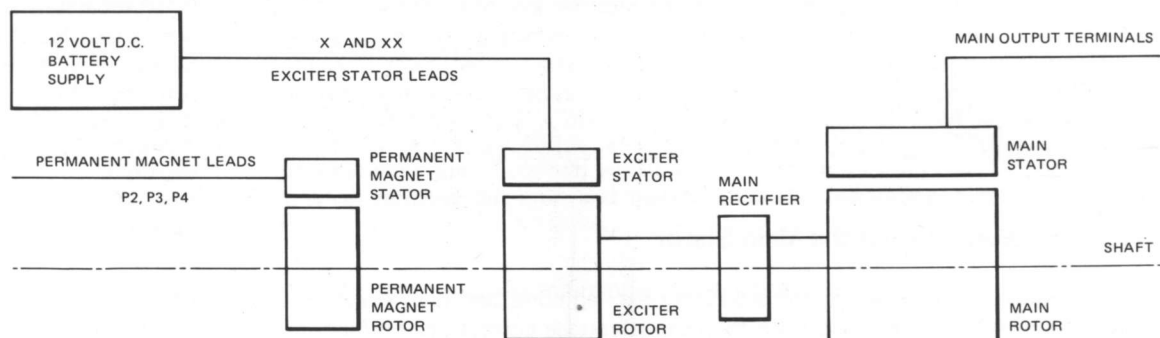 12 VOLT D.C.
BATTERY
SUPPLY
X AND XX
EXCITER STATOR LEADS
MAIN OUTPUT TERMINALS
PERMANENT MAGNET LEADS
P2, P3, P4
PERMANENT
MAGNET
STATOR
EXCITER
STATOR
MAIN
RECTIFIER
MAIN
STATOR
SHAFT
PERMANENT
MAGNET
ROTOR
EXCITER
ROTOR
MAIN
ROTOR